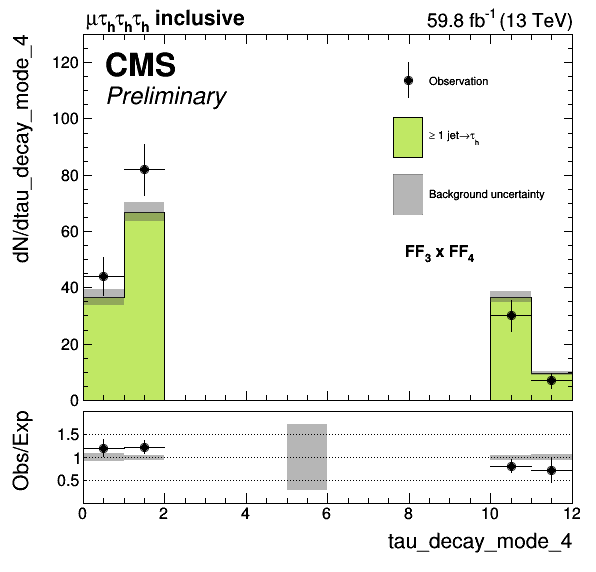 μτₕτₕτₕ inclusive 59.8 fb⁻¹ (13 TeV)
CMS
Preliminary
Observation
≥ 1 jet→τₕ
Background uncertainty
FF₃ x FF₄
dN/dtau_decay_mode_4
120
100
80
60
40
20
0
Obs/Exp
1.5
1
0.5
0 2 4 6 8 10 12
tau_decay_mode_4